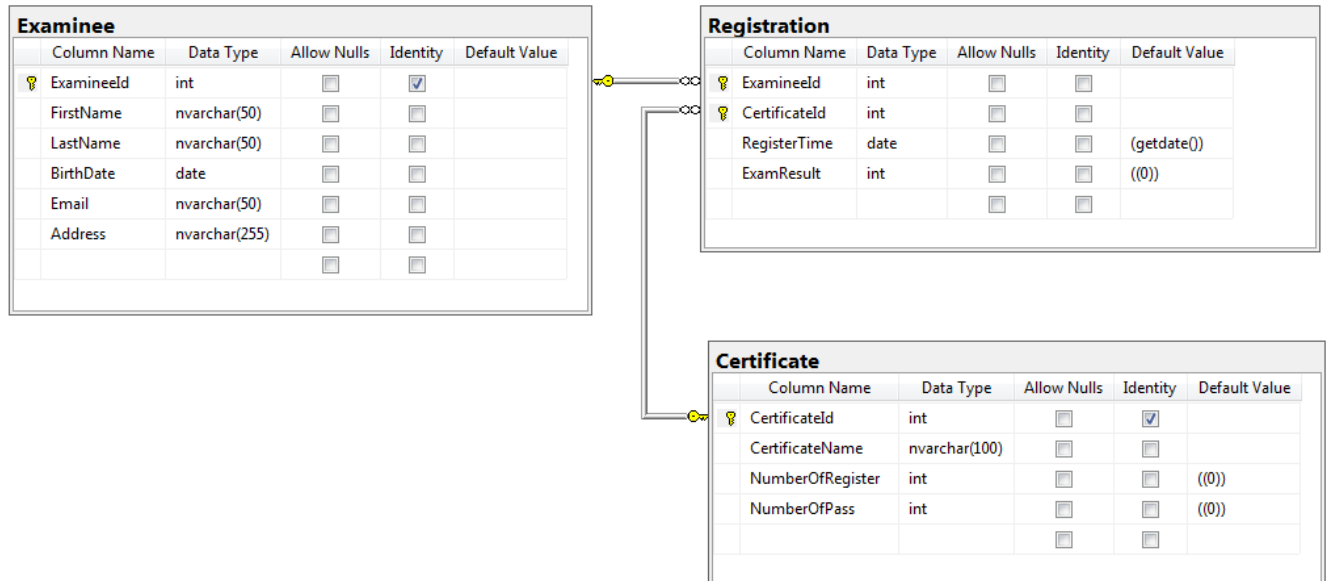 Examinee
Column Name Data Type Allow Nulls Identity Default Value
ExamineeId int
FirstName nvarchar(50)
LastName nvarchar(50)
BirthDate date
Email nvarchar(50)
Address nvarchar(255)
Registration
Column Name Data Type Allow Nulls Identity Default Value
ExamineeId int
CertificateId int
RegisterTime date (getdate())
ExamResult int ((0))
Certificate
Column Name Data Type Allow Nulls Identity Default Value
CertificateId int
CertificateName nvarchar(100)
NumberOfRegister int ((0))
NumberOfPass int ((0))